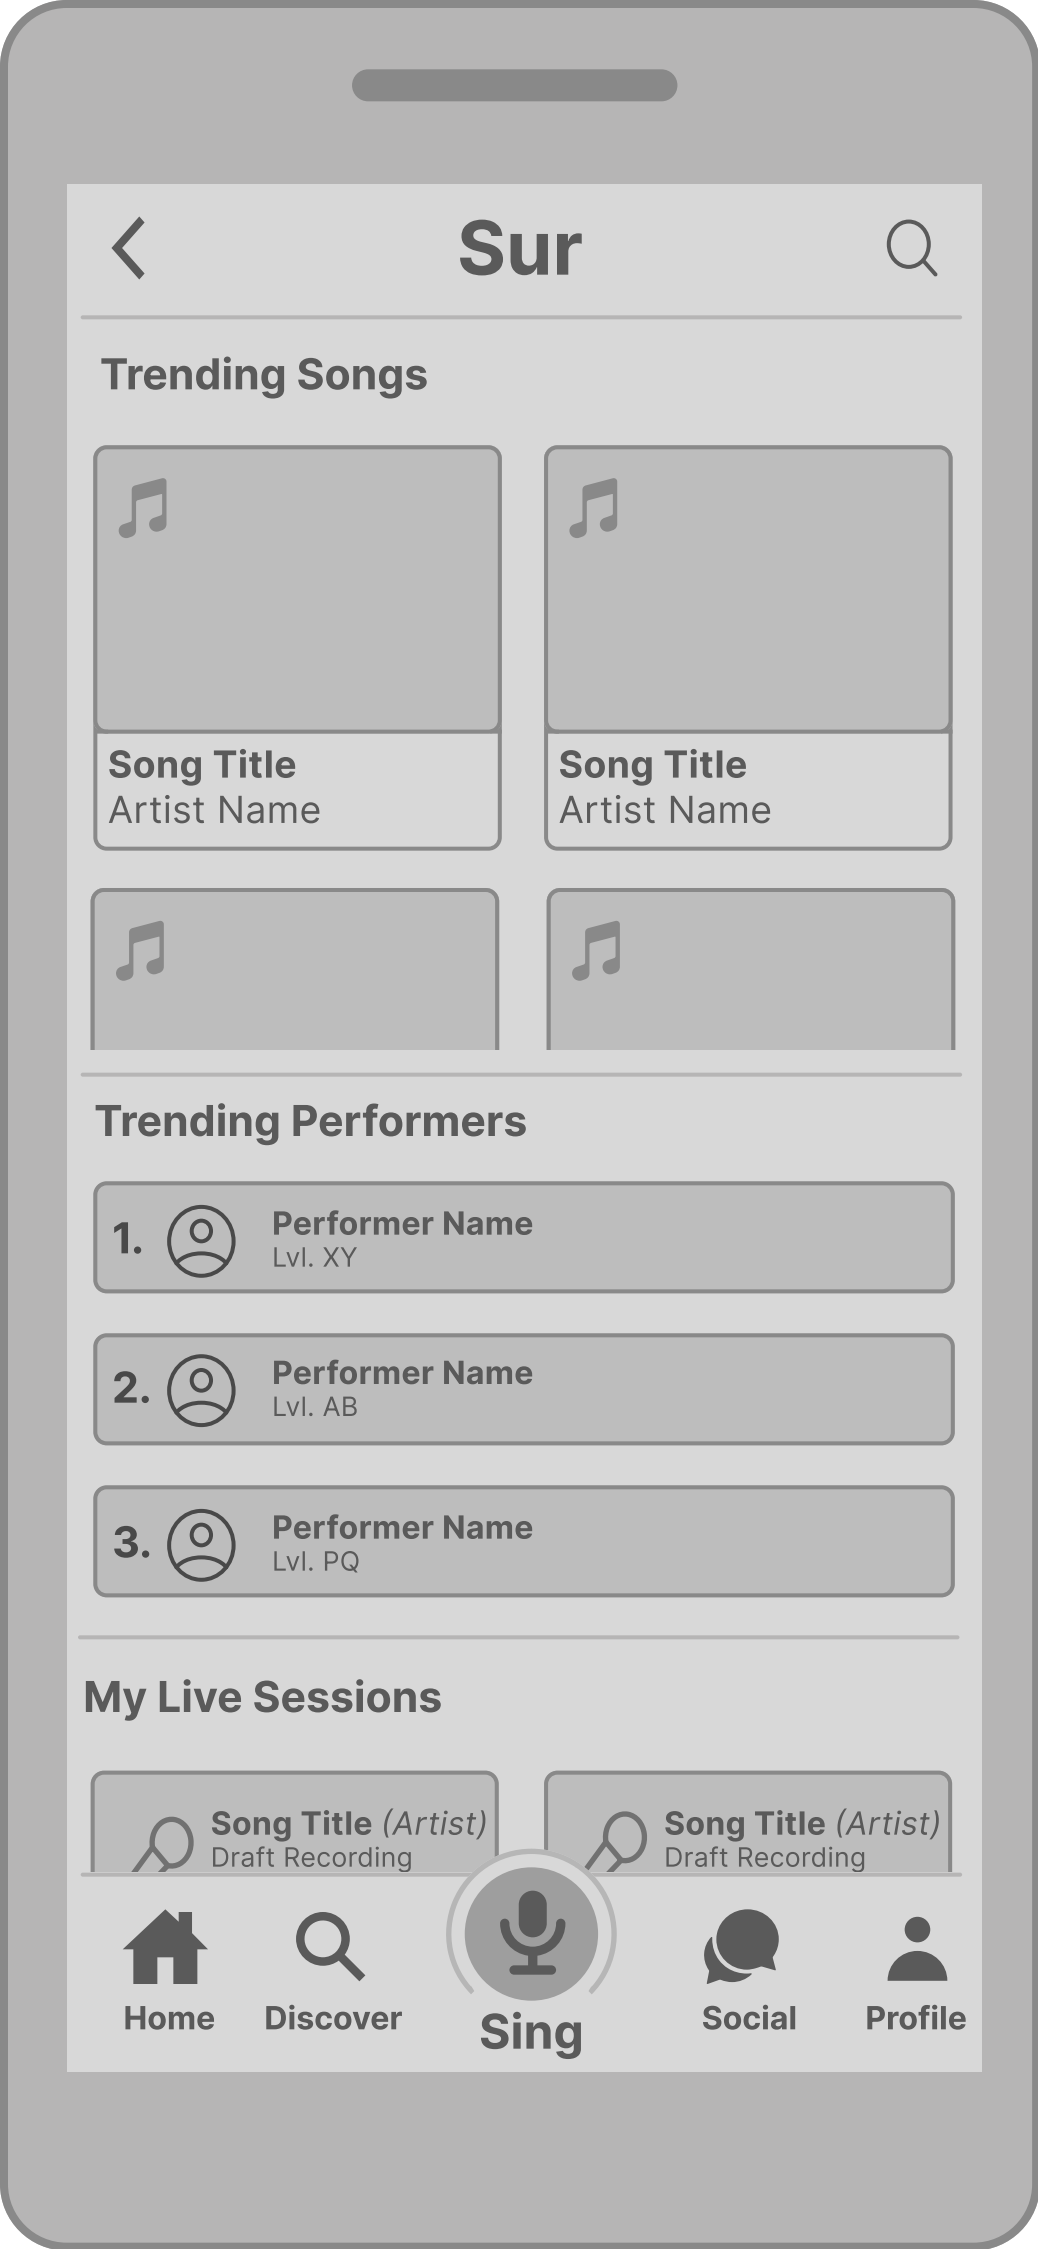 Sur
Trending Songs
Song Title
Artist Name
Song Title
Artist Name
Trending Performers
1.
Performer Name
Lvl. XY
2.
Performer Name
Lvl. AB
3.
Performer Name
Lvl. PQ
My Live Sessions
Song Title (Artist)
Draft Recording
Song Title (Artist)
Draft Recording
Home
Discover
Sing
Social
Profile